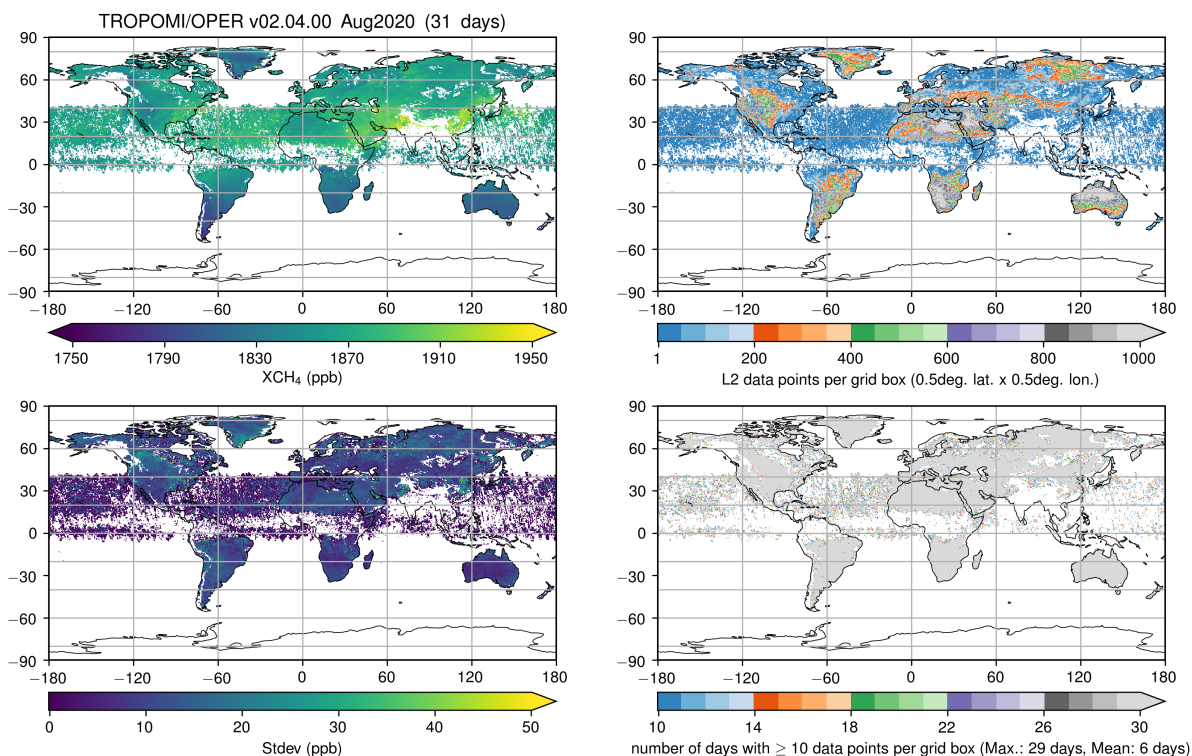 TROPOMI/OPER v02.04.00 Aug2020 (31 days)
90
60
30
0
−30
−60
−90
−180 −120 −60 0 60 120 180
1750 1790 1830 1870 1910 1950
XCH₄ (ppb)
90
60
30
0
−30
−60
−90
−180 −120 −60 0 60 120 180
1 200 400 600 800 1000
L2 data points per grid box (0.5deg. lat. x 0.5deg. lon.)
90
60
30
0
−30
−60
−90
−180 −120 −60 0 60 120 180
0 10 20 30 40 50
Stdev (ppb)
90
60
30
0
−30
−60
−90
−180 −120 −60 0 60 120 180
10 14 18 22 26 30
number of days with ≥ 10 data points per grid box (Max.: 29 days, Mean: 6 days)